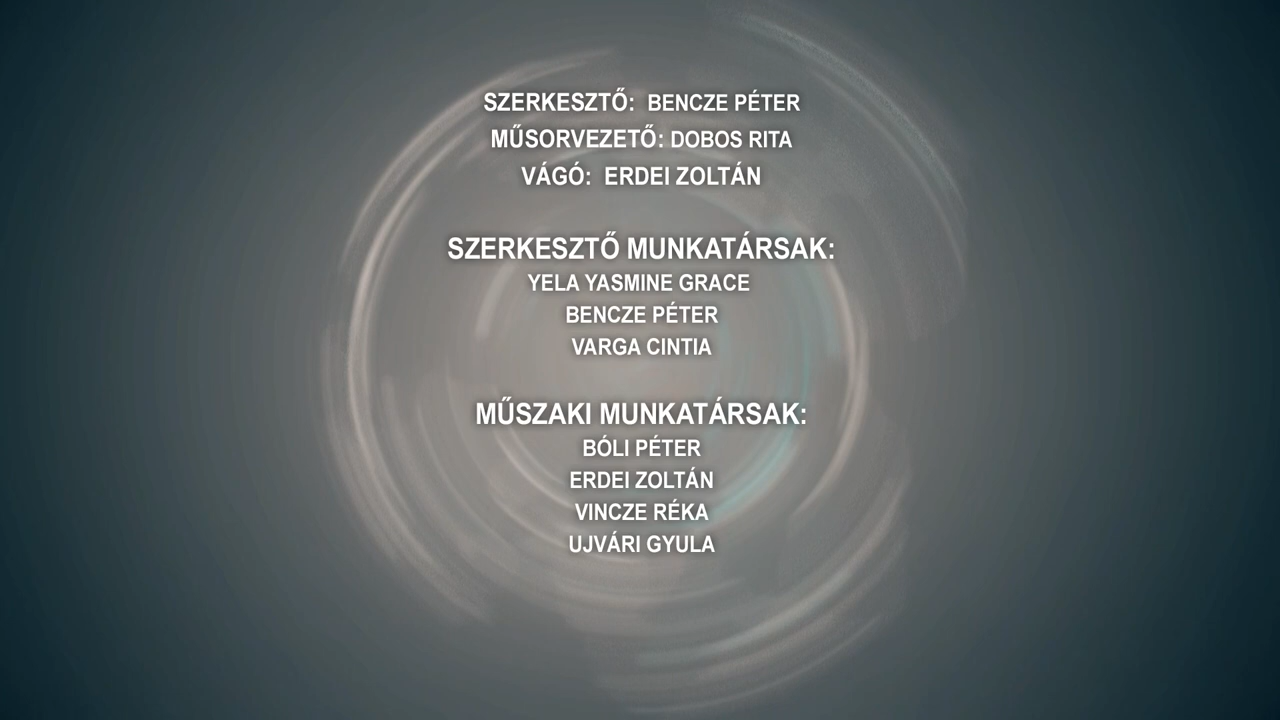 SZERKESZTŐ: BENCZE PÉTER
MŰSORVEZETŐ: DOBOS RITA
VÁGÓ: ERDEI ZOLTÁN
SZERKESZTŐ MUNKATÁRSAK:
YELA YASMINE GRACE
BENCZE PÉTER
VARGA CINTIA
MŰSZAKI MUNKATÁRSAK:
BÓLI PÉTER
ERDEI ZOLTÁN
VINCZE RÉKA
UJVÁRI GYULA